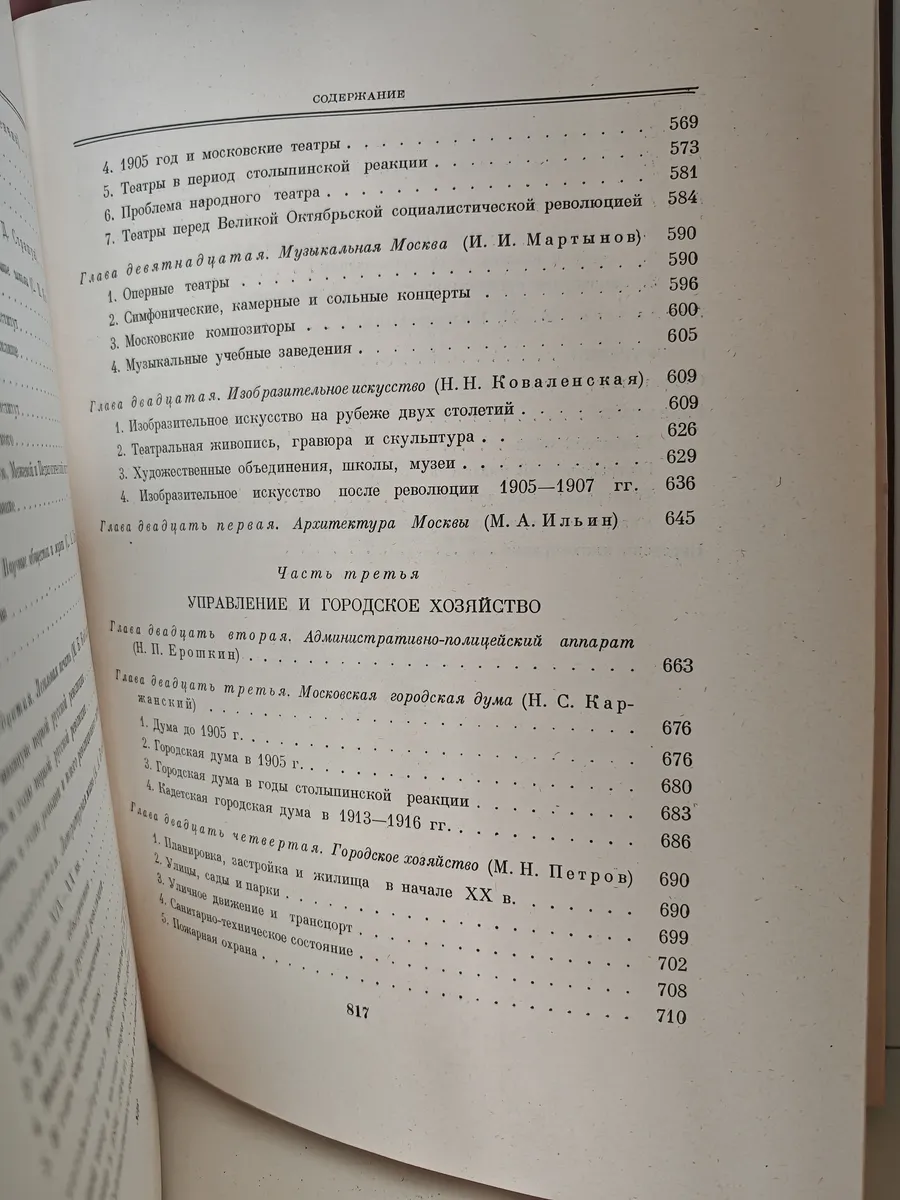 СОДЕРЖАНИЕ
4. 1905 год и московские театры . . . . . . . . . . . . . . . 569
5. Театры в период столыпинской реакции . . . . . . . . . . 573
6. Проблема народного театра . . . . . . . . . . . . . . . . 581
7. Театры перед Великой Октябрьской социалистической революцией 584
Глава девятнадцатая. Музыкальная Москва (И. И. Мартынов) 590
1. Оперные театры . . . . . . . . . . . . . . . . . . . . . 590
2. Симфонические, камерные и сольные концерты . . . . . . . 596
3. Московские композиторы . . . . . . . . . . . . . . . . . 600
4. Музыкальные учебные заведения . . . . . . . . . . . . . . 605
Глава двадцатая. Изобразительное искусство (Н. Н. Коваленская) 609
1. Изобразительное искусство на рубеже двух столетий . . . . . 609
2. Театральная живопись, гравюра и скульптура . . . . . . . . 626
3. Художественные объединения, школы, музеи . . . . . . . . . 629
4. Изобразительное искусство после революции 1905—1907 гг. 636
Глава двадцать первая. Архитектура Москвы (М. А. Ильин) 645
Часть третья
УПРАВЛЕНИЕ И ГОРОДСКОЕ ХОЗЯЙСТВО
Глава двадцать вторая. Административно-полицейский аппарат
(Н. П. Ерошкин) . . . . . . . . . . . . . . . . . . . . . 663
Глава двадцать третья. Московская городская дума (Н. С. Кар-
жанский) . . . . . . . . . . . . . . . . . . . . . . . . 676
1. Дума до 1905 г. . . . . . . . . . . . . . . . . . . . . . 676
2. Городская дума в 1905 г. . . . . . . . . . . . . . . . . . 680
3. Городская дума в годы столыпинской реакции . . . . . . . . 683
4. Кадетская городская дума в 1913—1916 гг. . . . . . . . . . 686
Глава двадцать четвертая. Городское хозяйство (М. Н. Петров) 690
1. Планировка, застройка и жилища в начале XX в. . . . . . . 690
2. Улицы, сады и парки . . . . . . . . . . . . . . . . . . . 699
3. Уличное движение и транспорт . . . . . . . . . . . . . . . 702
4. Санитарно-техническое состояние . . . . . . . . . . . . . . 708
5. Пожарная охрана . . . . . . . . . . . . . . . . . . . . . 710
817